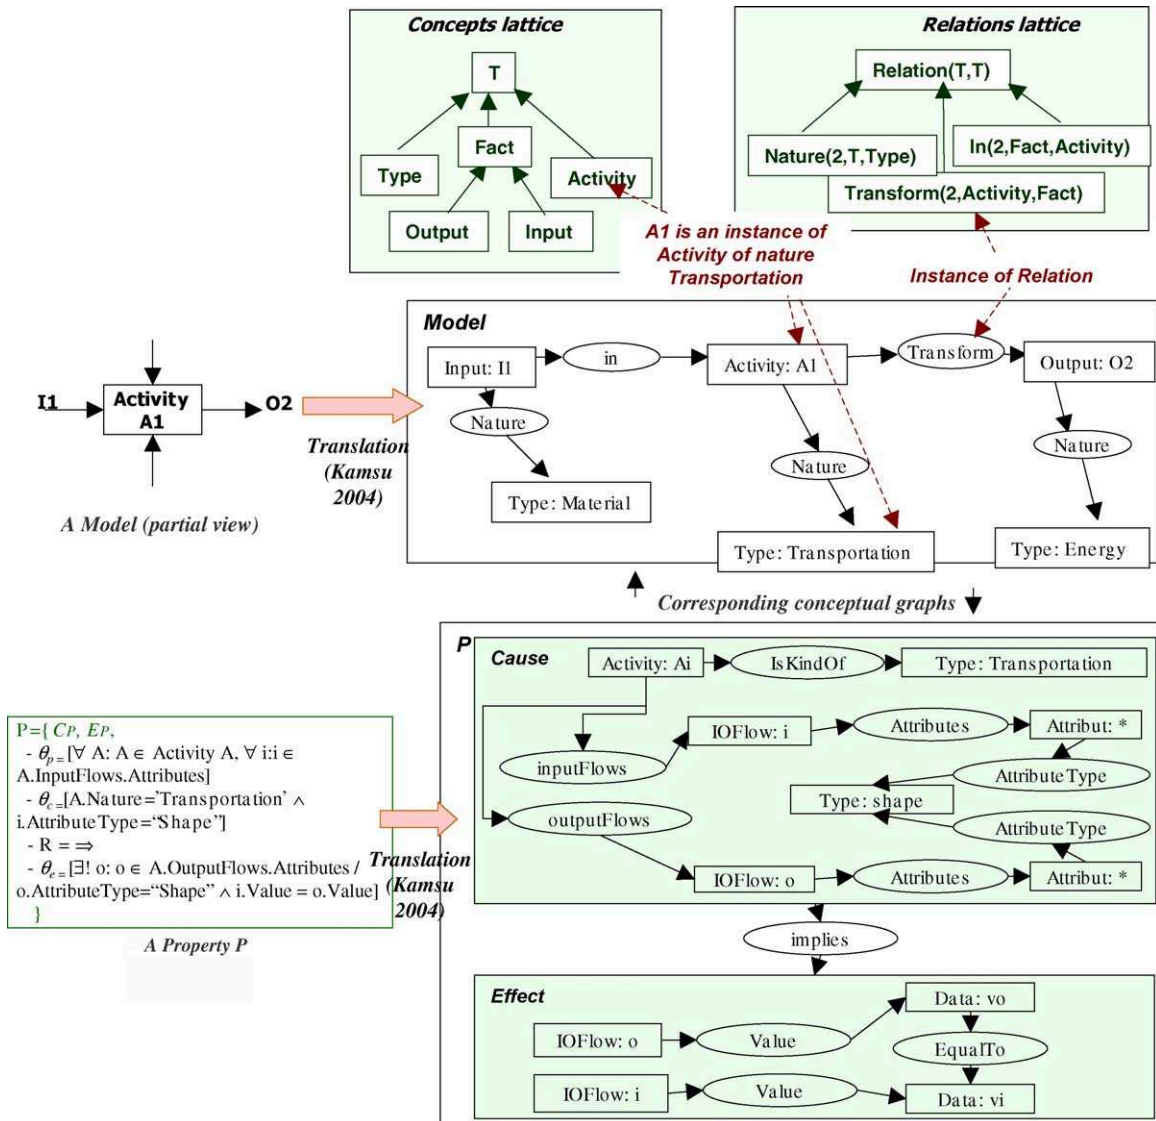 Concepts lattice
T
Fact
Type
Activity
Output
Input
Relations lattice
Relation(T,T)
Nature(2,T,Type)
In(2,Fact,Activity)
Transform(2,Activity,Fact)
A1 is an instance of
Activity of nature
Transportation
Instance of Relation
Model
Input: I1
in
Activity: A1
Transform
Output: O2
Nature
Nature
Nature
Type: Material
Type: Transportation
Type: Energy
I1
Activity
A1
O2
Translation
(Kamsu
2004)
A Model (partial view)
Corresponding conceptual graphs
P
Cause
Activity: Ai
IsKindOf
Type: Transportation
IOFlow: i
Attributes
Attribut: *
inputFlows
AttributeType
Type: shape
outputFlows
AttributeType
IOFlow: o
Attributes
Attribut: *
implies
Effect
Data: vo
IOFlow: o
Value
EqualTo
IOFlow: i
Value
Data: vi
P={ CP, EP,
- θp=[∀ A: A ∈ Activity A, ∀ i:i ∈
A.InputFlows.Attributes]
- θc=[A.Nature='Transportation' ∧
i.AttributeType="Shape"]
- R = ⇒
- θe=[∃! o: o ∈ A.OutputFlows.Attributes /
o.AttributeType="Shape" ∧ i.Value = o.Value]
}
A Property P
Translation
(Kamsu
2004)